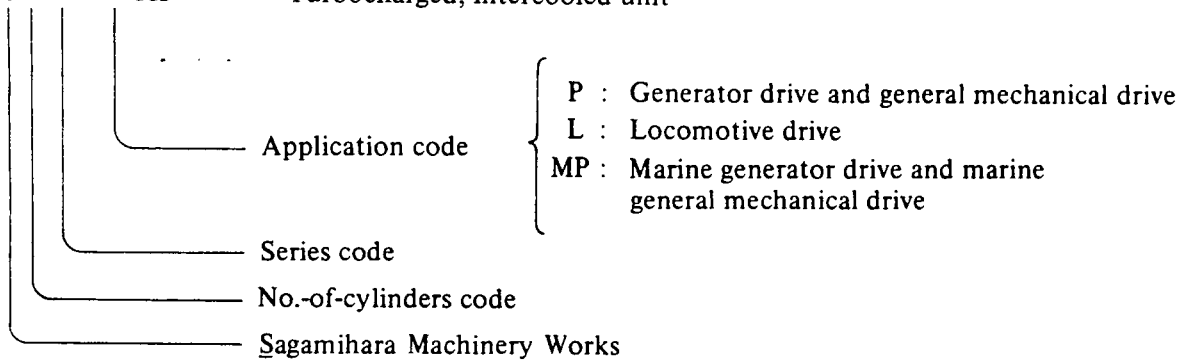 Turbocharged, intercooled unit
P : Generator drive and general mechanical drive
Application code
L : Locomotive drive
MP : Marine generator drive and marine
general mechanical drive
Series code
No.-of-cylinders code
Sagamihara Machinery Works